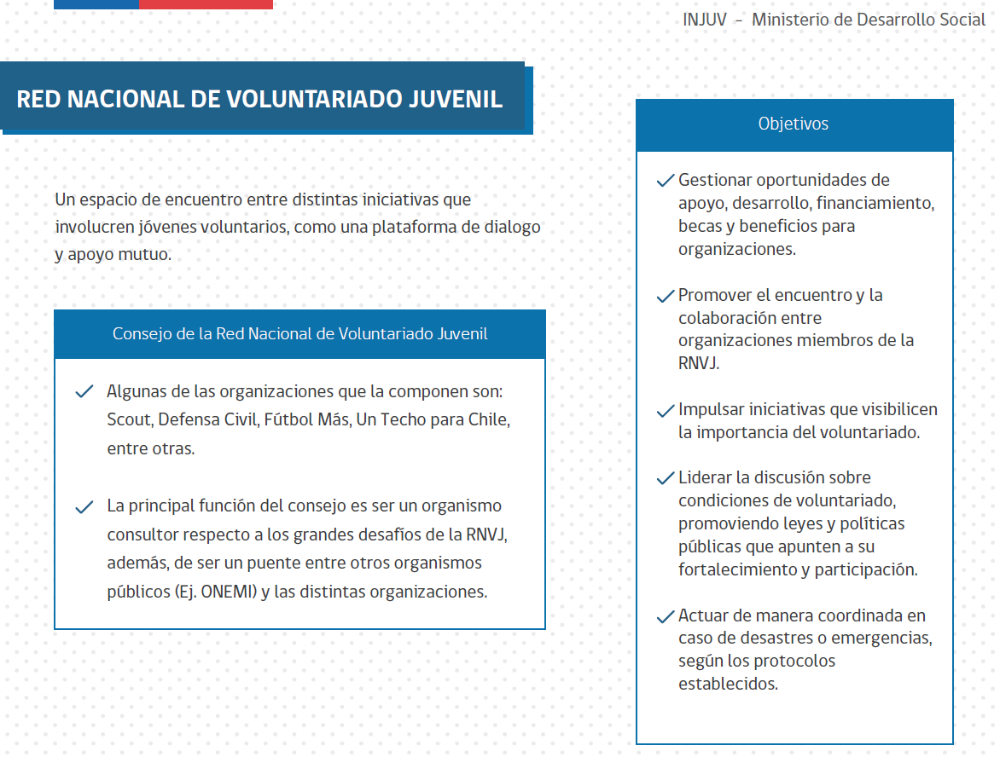 INJUV - Ministerio de Desarrollo Social
RED NACIONAL DE VOLUNTARIADO JUVENIL
Un espacio de encuentro entre distintas iniciativas que
involucren jóvenes voluntarios, como una plataforma de dialogo
y apoyo mutuo.
Consejo de la Red Nacional de Voluntariado Juvenil
Algunas de las organizaciones que la componen son:
Scout, Defensa Civil, Fútbol Más, Un Techo para Chile,
entre otras.
La principal función del consejo es ser un organismo
consultor respecto a los grandes desafíos de la RNVJ,
además, de ser un puente entre otros organismos
públicos (Ej. ONEMI) y las distintas organizaciones.
Objetivos
Gestionar oportunidades de
apoyo, desarrollo, financiamiento,
becas y beneficios para
organizaciones.
Promover el encuentro y la
colaboración entre
organizaciones miembros de la
RNVJ.
Impulsar iniciativas que visibilicen
la importancia del voluntariado.
Liderar la discusión sobre
condiciones de voluntariado,
promoviendo leyes y políticas
públicas que apunten a su
fortalecimiento y participación.
Actuar de manera coordinada en
caso de desastres o emergencias,
según los protocolos
establecidos.